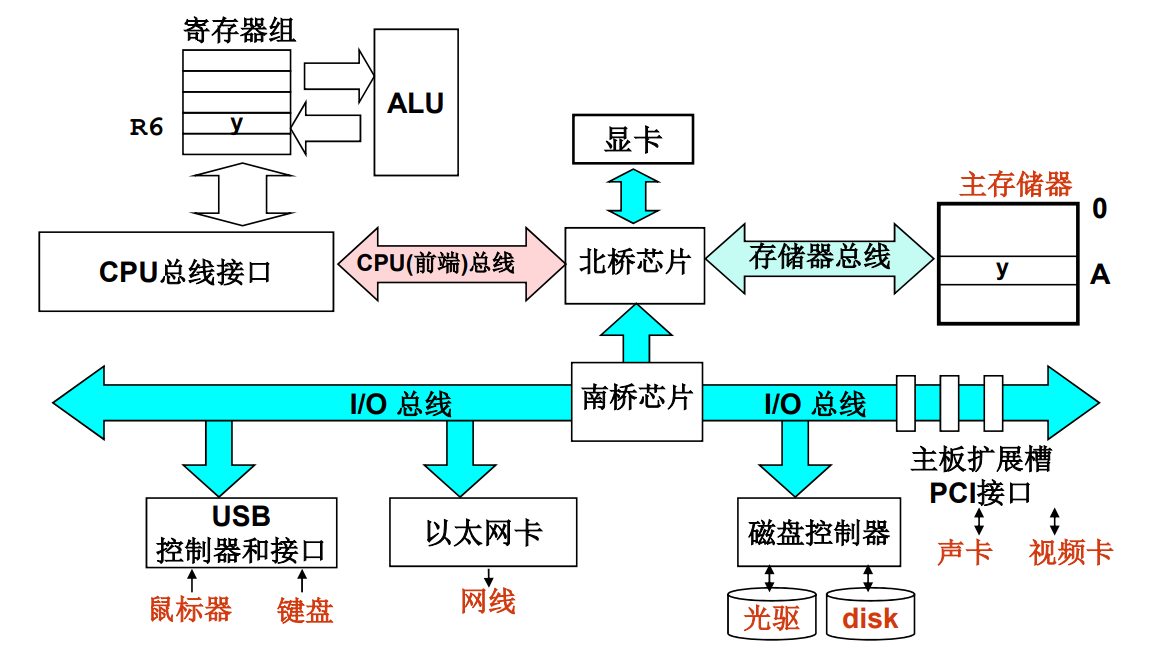 寄存器组
ALU
R6
y
显卡
主存储器
0
CPU总线接口
CPU(前端)总线
北桥芯片
存储器总线
y
A
I/O 总线
南桥芯片
I/O 总线
主板扩展槽
PCI接口
USB
控制器和接口
以太网卡
磁盘控制器
声卡
视频卡
鼠标器
键盘
网线
光驱
disk